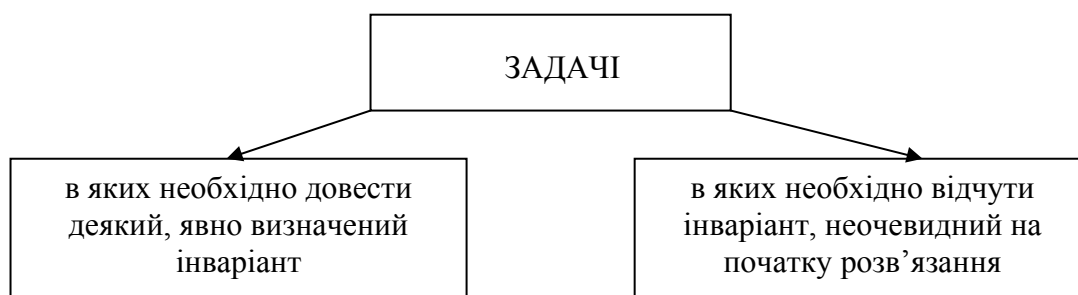 ЗАДАЧІ
в яких необхідно довести
деякий, явно визначений
інваріант
в яких необхідно відчути
інваріант, неочевидний на
початку розв’язання